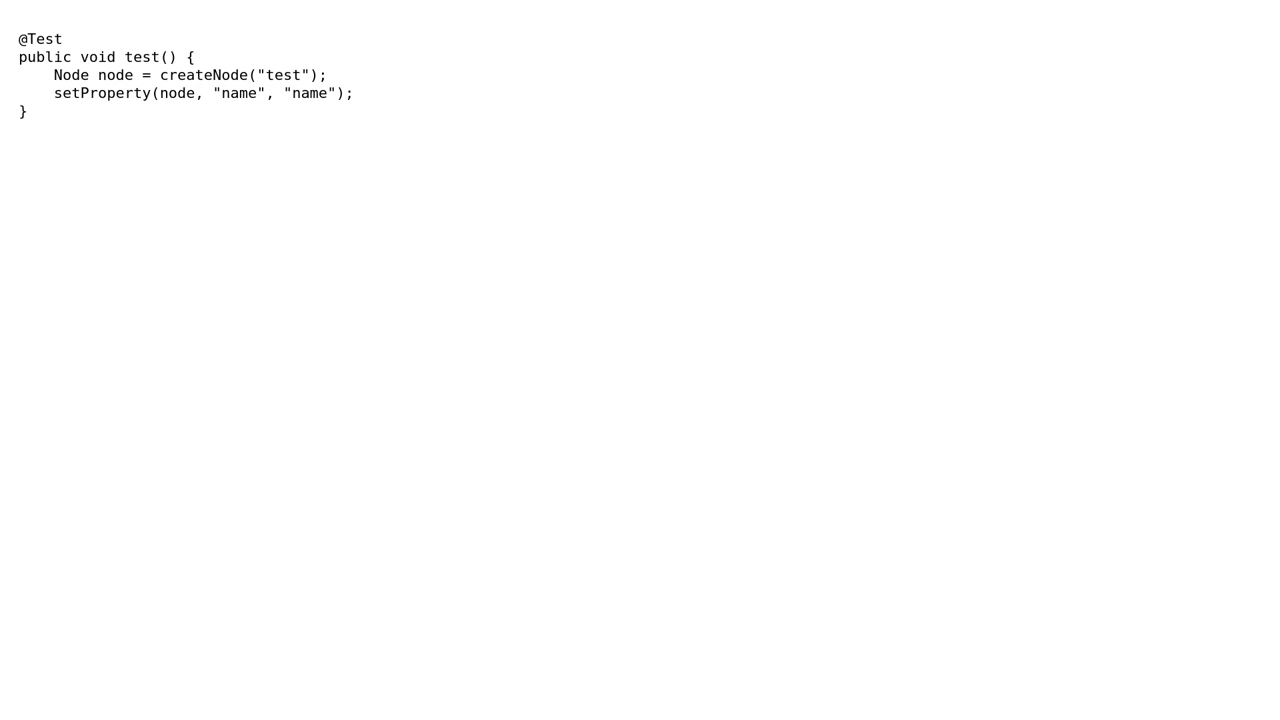 @Test
public void test() {
    Node node = createNode("test");
    setProperty(node, "name", "name");
}